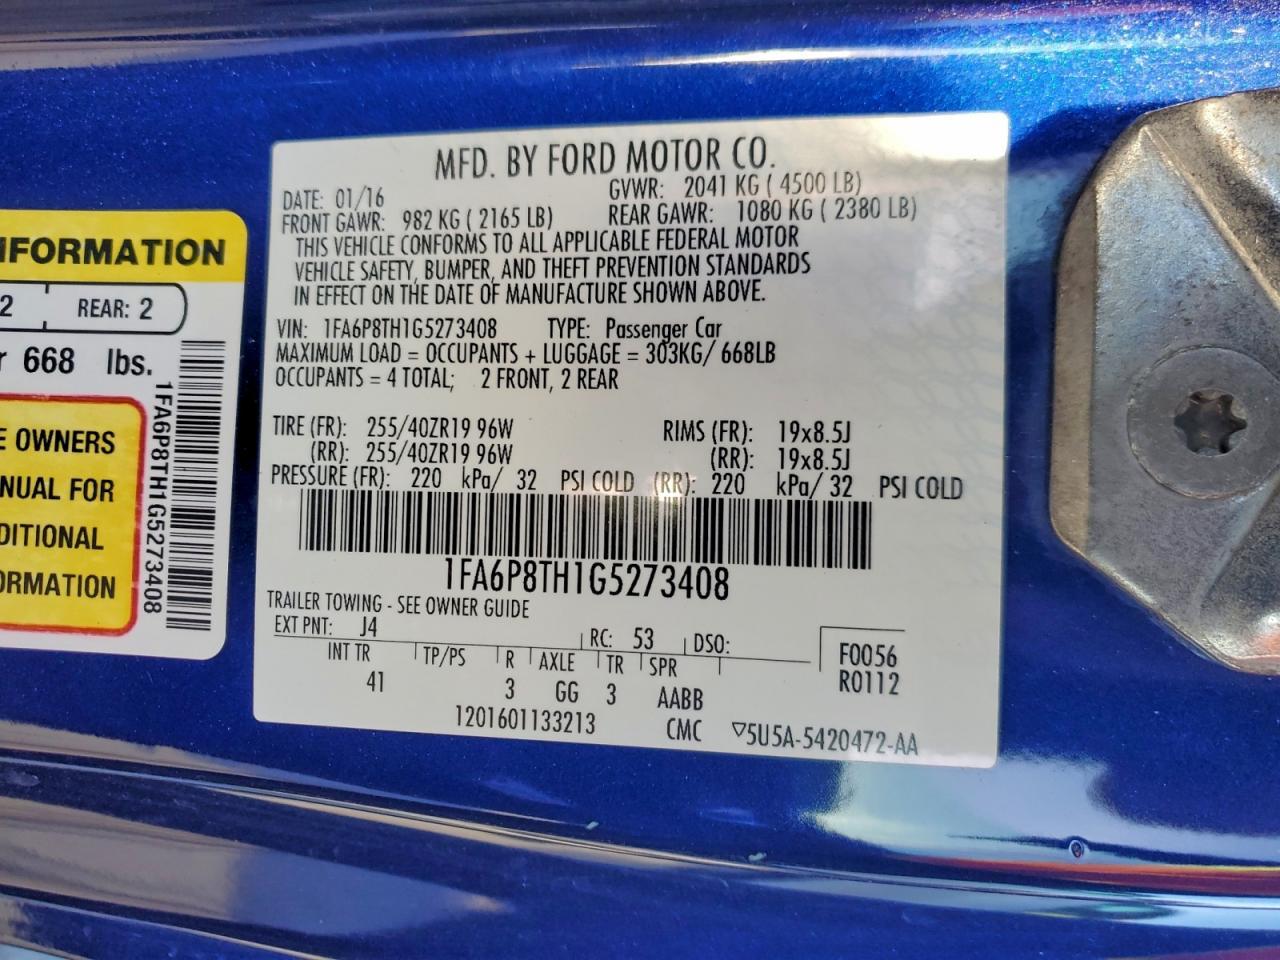 MFD. BY FORD MOTOR CO.
DATE: 01/16 GVWR: 2041 KG ( 4500 LB)
FRONT GAWR: 982 KG ( 2165 LB) REAR GAWR: 1080 KG ( 2380 LB)
THIS VEHICLE CONFORMS TO ALL APPLICABLE FEDERAL MOTOR
VEHICLE SAFETY, BUMPER, AND THEFT PREVENTION STANDARDS
IN EFFECT ON THE DATE OF MANUFACTURE SHOWN ABOVE.
VIN: 1FA6P8TH1G5273408 TYPE: Passenger Car
MAXIMUM LOAD = OCCUPANTS + LUGGAGE = 303KG/ 668LB
OCCUPANTS = 4 TOTAL; 2 FRONT, 2 REAR
TIRE (FR): 255/40ZR19 96W RIMS (FR): 19x8.5J
(RR): 255/40ZR19 96W (RR): 19x8.5J
PRESSURE (FR): 220 kPa/ 32 PSI COLD (RR): 220 kPa/ 32 PSI COLD
1FA6P8TH1G5273408
TRAILER TOWING - SEE OWNER GUIDE
EXT PNT: J4 RC: 53 DSO:
INT TR TP/PS R AXLE TR SPR
41 3 GG 3 AABB
F0056
R0112
1201601133213 CMC ▽5U5A-5420472-AA
NFORMATION
2 REAR: 2
r 668 lbs.
E OWNERS
NUAL FOR
DITIONAL
ORMATION
1FA6P8TH1G5273408